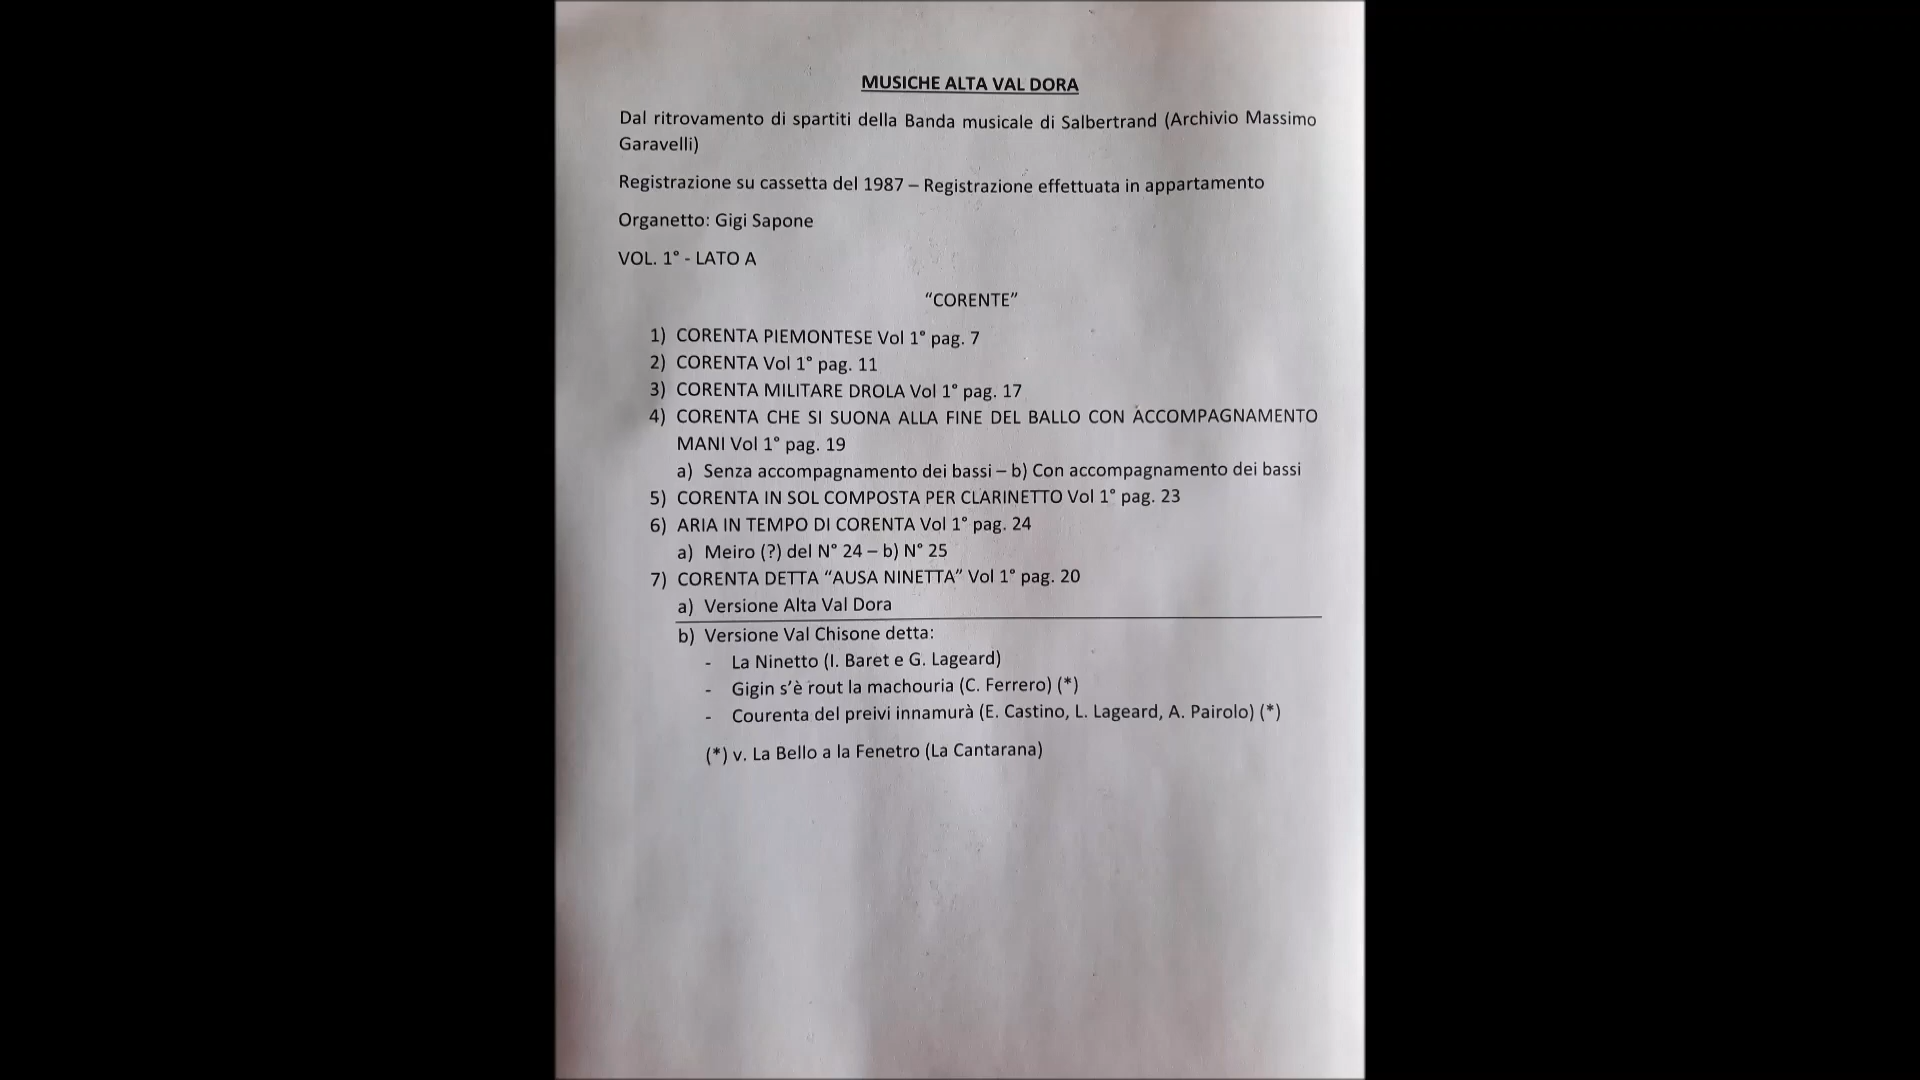 MUSICHE ALTA VAL DORA
Dal ritrovamento di spartiti della Banda musicale di Salbertrand (Archivio Massimo
Garavelli)
Registrazione su cassetta del 1987 – Registrazione effettuata in appartamento
Organetto: Gigi Sapone
VOL. 1° - LATO A
“CORENTE”
1) CORENTA PIEMONTESE Vol 1° pag. 7
2) CORENTA Vol 1° pag. 11
3) CORENTA MILITARE DROLA Vol 1° pag. 17
4) CORENTA CHE SI SUONA ALLA FINE DEL BALLO CON ACCOMPAGNAMENTO
MANI Vol 1° pag. 19
a) Senza accompagnamento dei bassi – b) Con accompagnamento dei bassi
5) CORENTA IN SOL COMPOSTA PER CLARINETTO Vol 1° pag. 23
6) ARIA IN TEMPO DI CORENTA Vol 1° pag. 24
a) Meiro (?) del N° 24 – b) N° 25
7) CORENTA DETTA “AUSA NINETTA” Vol 1° pag. 20
a) Versione Alta Val Dora
b) Versione Val Chisone detta:
- La Ninetto (I. Baret e G. Lageard)
- Gigin s’è rout la machouria (C. Ferrero) (*)
- Courenta del preivi innamurà (E. Castino, L. Lageard, A. Pairolo) (*)
(*) v. La Bello a la Fenetro (La Cantarana)